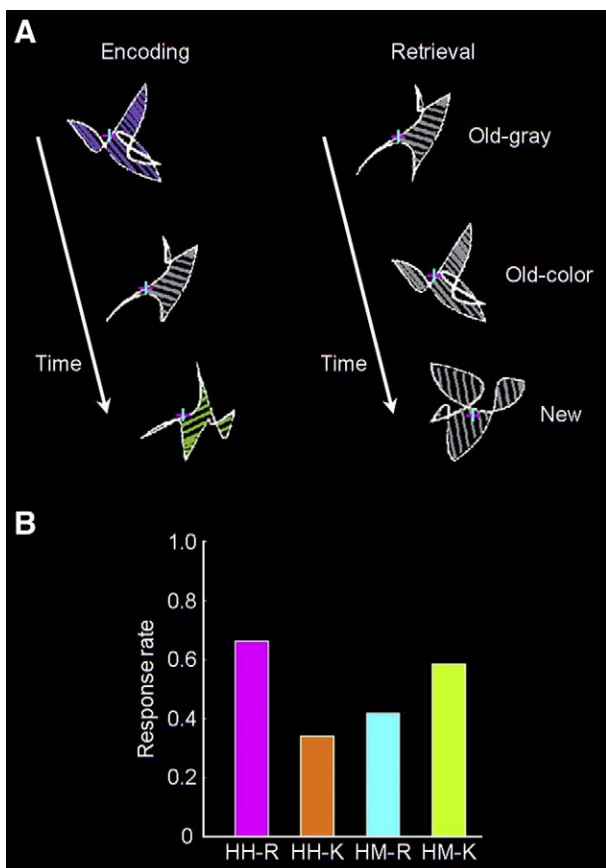 A
Encoding
Retrieval
Old-gray
Old-color
Time
Time
New
B
Response rate
1.0
0.8
0.6
0.4
0.2
0
HH-R HH-K HM-R HM-K